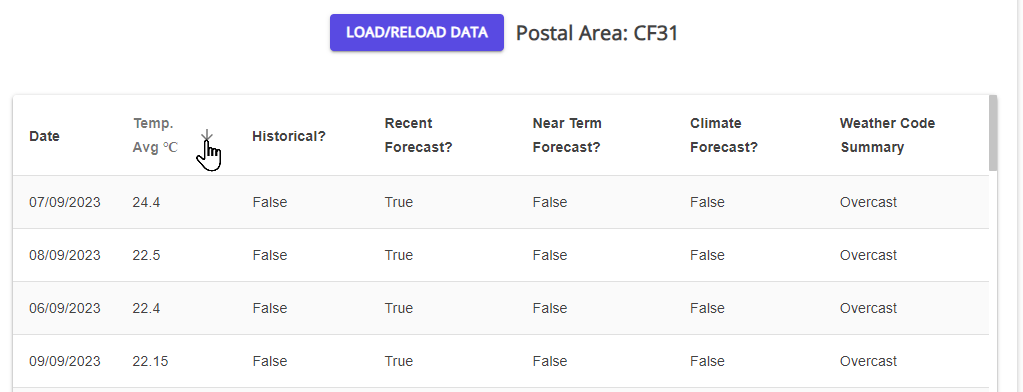 LOAD/RELOAD DATA Postal Area: CF31
Date Temp. Avg °C Historical? Recent Forecast? Near Term Forecast? Climate Forecast? Weather Code Summary
07/09/2023 24.4 False True False False Overcast
08/09/2023 22.5 False True False False Overcast
06/09/2023 22.4 False True False False Overcast
09/09/2023 22.15 False True False False Overcast